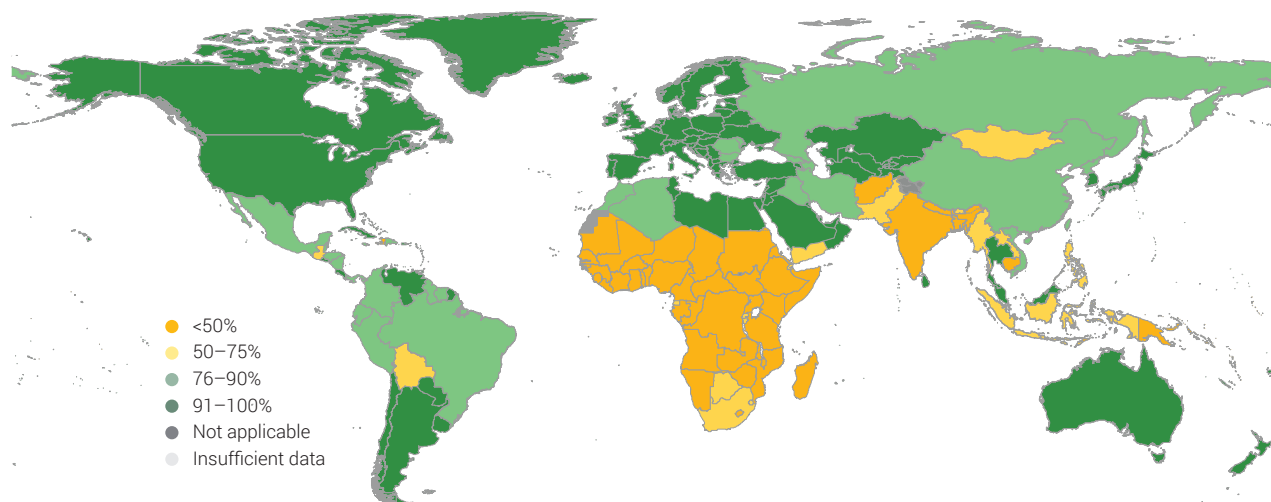 <50%
50–75%
76–90%
91–100%
Not applicable
Insufficient data